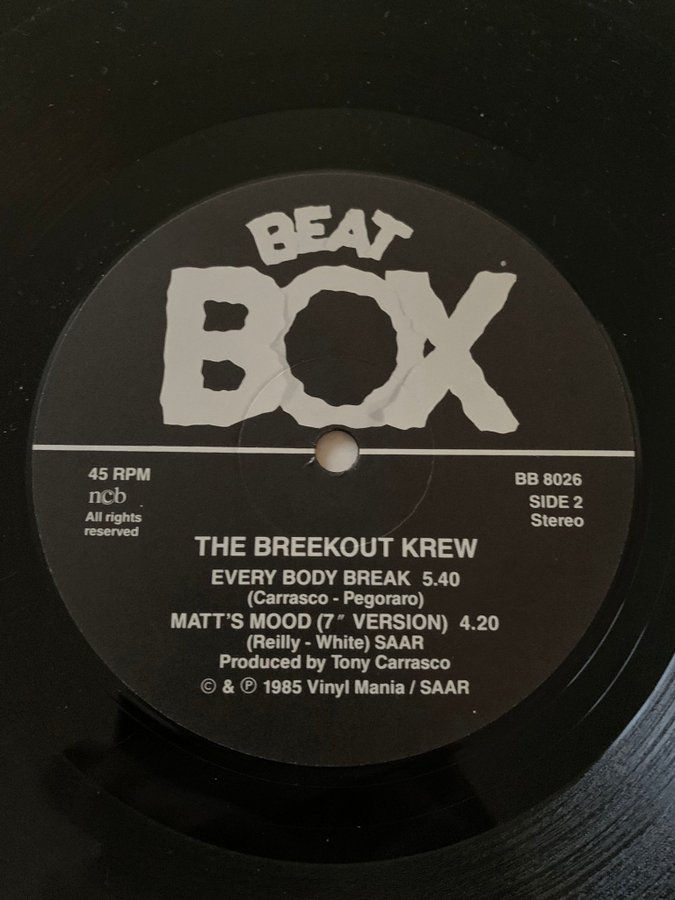 BEAT
BOX
45 RPM
ncb
All rights
reserved
BB 8026
SIDE 2
Stereo
THE BREEKOUT KREW
EVERY BODY BREAK 5.40
(Carrasco - Pegoraro)
MATT'S MOOD (7" VERSION) 4.20
(Reilly - White) SAAR
Produced by Tony Carrasco
© & ℗ 1985 Vinyl Mania / SAAR